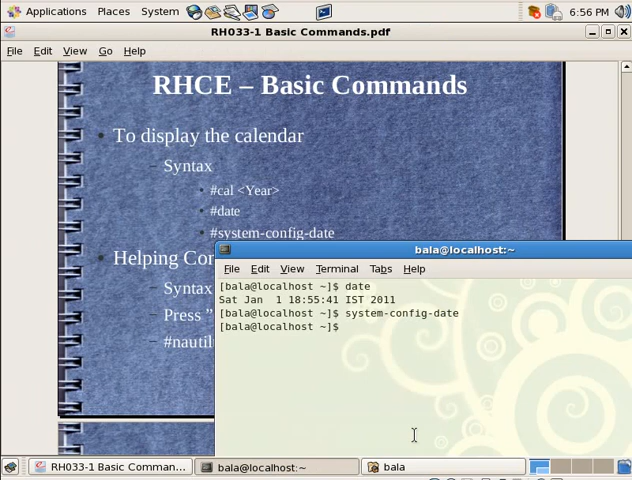 Applications Places System 6:56 PM
RH033-1 Basic Commands.pdf
File Edit View Go Help
RHCE – Basic Commands
• To display the calendar
– Syntax
• #cal <Year>
• #date
• #system-config-date
• Helping Con
– Syntax
– Press "
– #nautil
bala@localhost:~
File Edit View Terminal Tabs Help
[bala@localhost ~]$ date
Sat Jan  1 18:55:41 IST 2011
[bala@localhost ~]$ system-config-date
[bala@localhost ~]$
RH033-1 Basic Comman... bala@localhost:~ bala